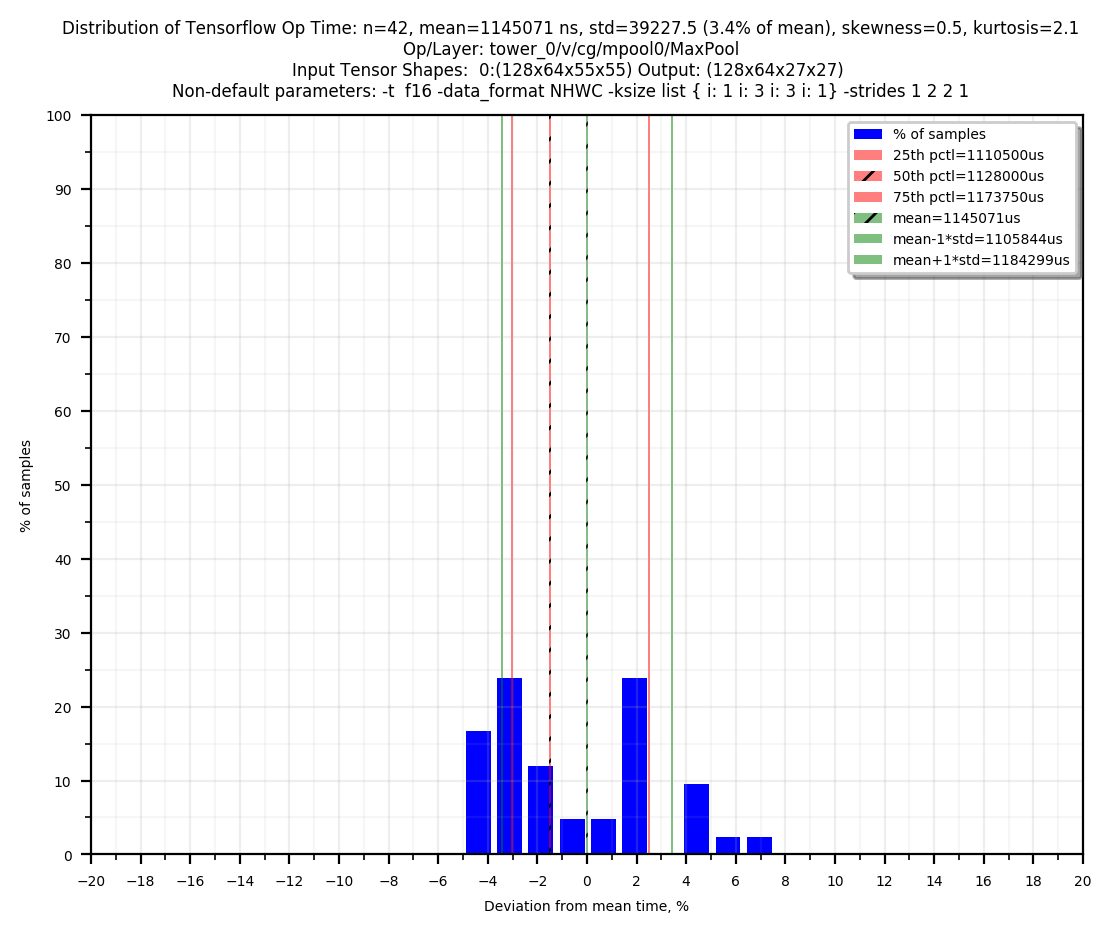 Distribution of Tensorflow Op Time: n=42, mean=1145071 ns, std=39227.5 (3.4% of mean), skewness=0.5, kurtosis=2.1
Op/Layer: tower_0/v/cg/mpool0/MaxPool
Input Tensor Shapes:  0:(128x64x55x55) Output: (128x64x27x27)
Non-default parameters: -t  f16 -data_format NHWC -ksize list { i: 1 i: 3 i: 3 i: 1} -strides 1 2 2 1
% of samples
25th pctl=1110500us
50th pctl=1128000us
75th pctl=1173750us
mean=1145071us
mean-1*std=1105844us
mean+1*std=1184299us
100
90
80
70
60
50
40
30
20
10
0
% of samples
−20 −18 −16 −14 −12 −10 −8 −6 −4 −2 0 2 4 6 8 10 12 14 16 18 20
Deviation from mean time, %